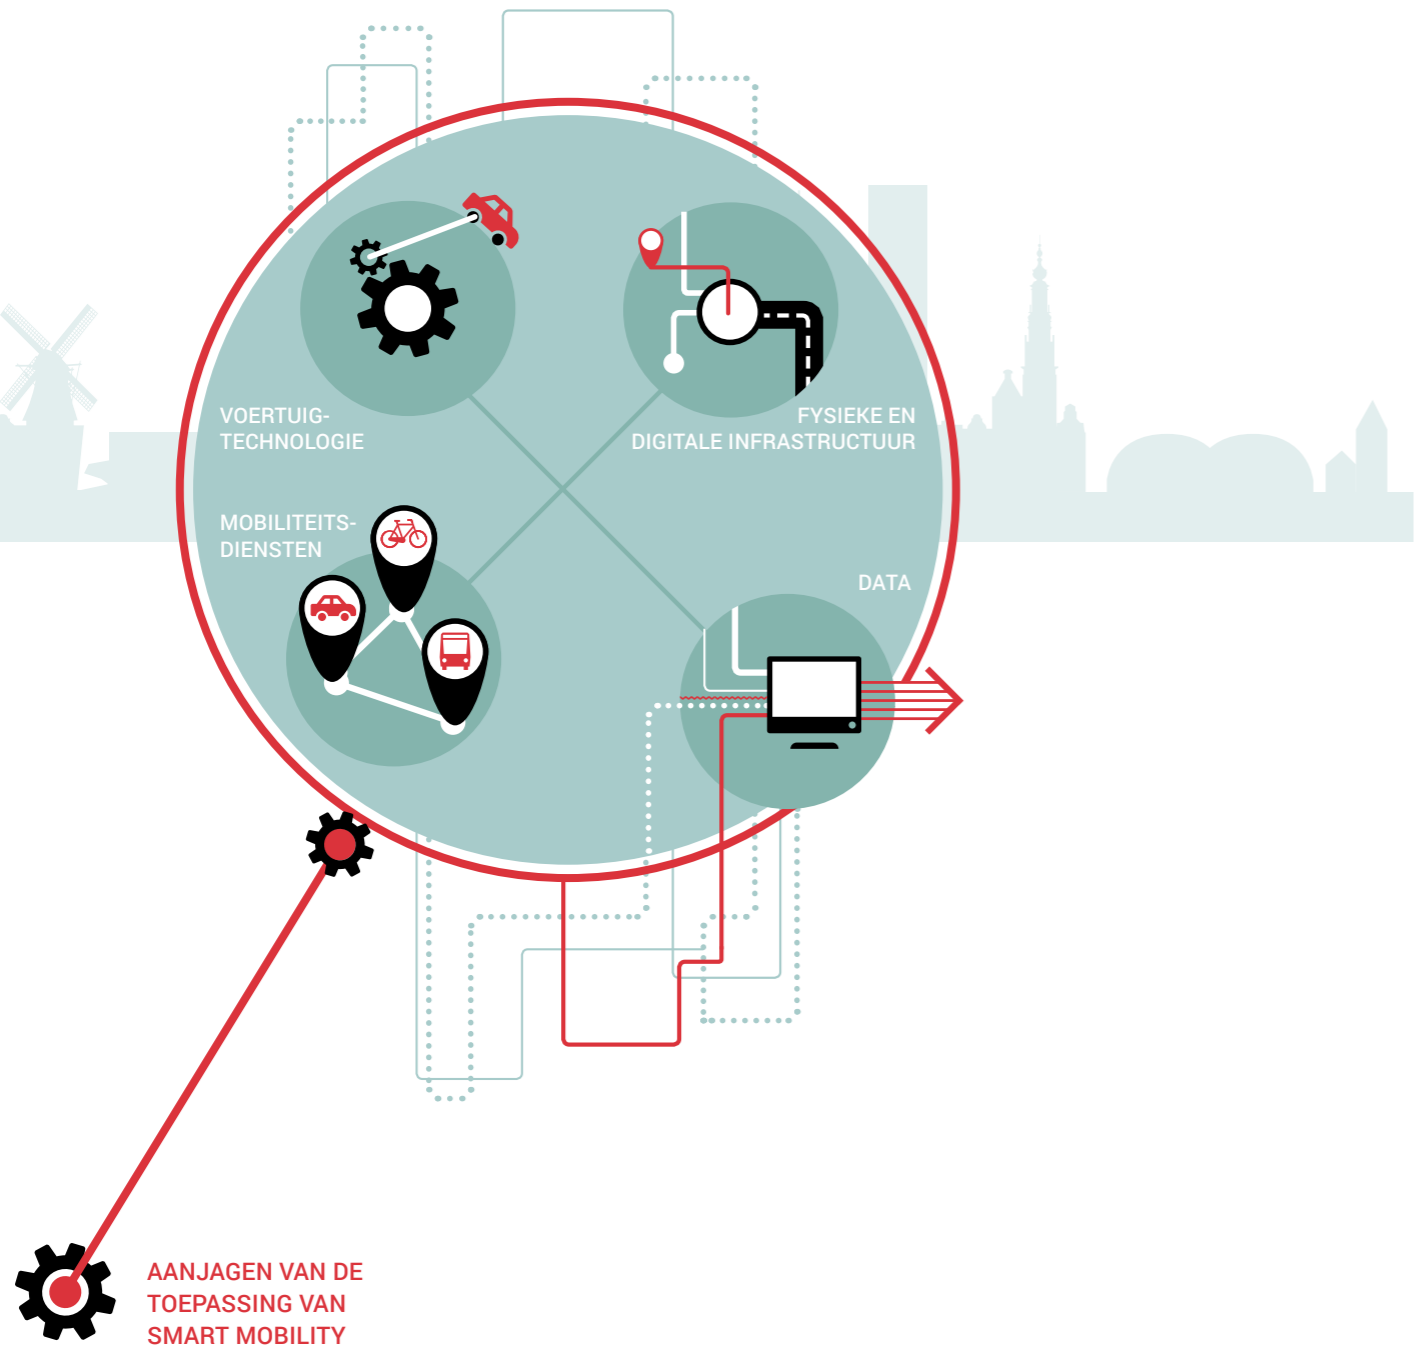 VOERTUIG-
TECHNOLOGIE
FYSIEKE EN
DIGITALE INFRASTRUCTUUR
MOBILITEITS-
DIENSTEN
DATA
AANJAGEN VAN DE
TOEPASSING VAN
SMART MOBILITY